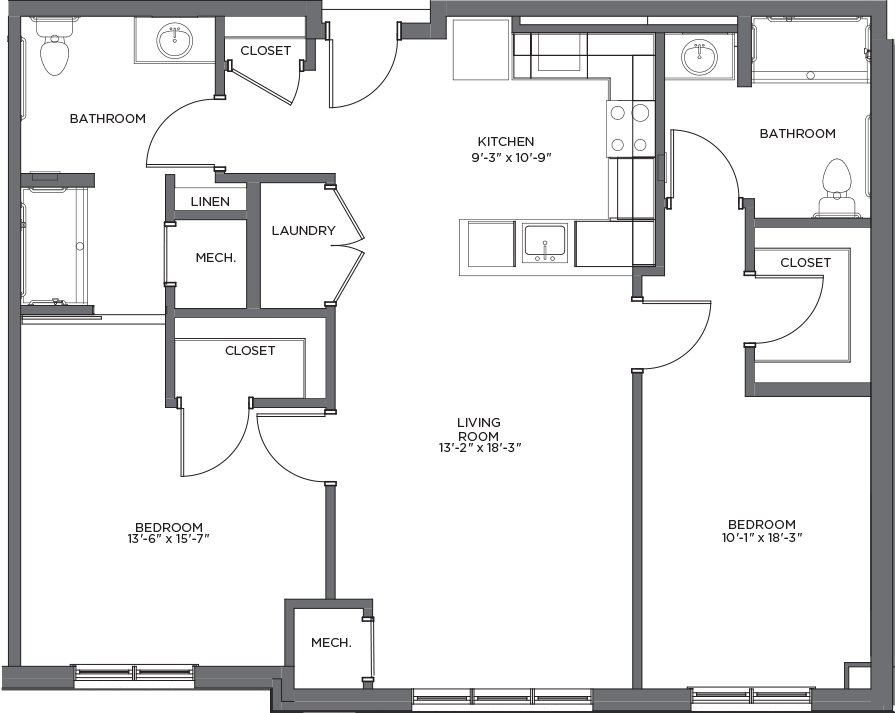 CLOSET
BATHROOM
KITCHEN
9'-3" x 10'-9"
BATHROOM
LINEN
LAUNDRY
MECH.
CLOSET
CLOSET
LIVING
ROOM
13'-2" x 18'-3"
BEDROOM
13'-6" x 15'-7"
BEDROOM
10'-1" x 18'-3"
MECH.